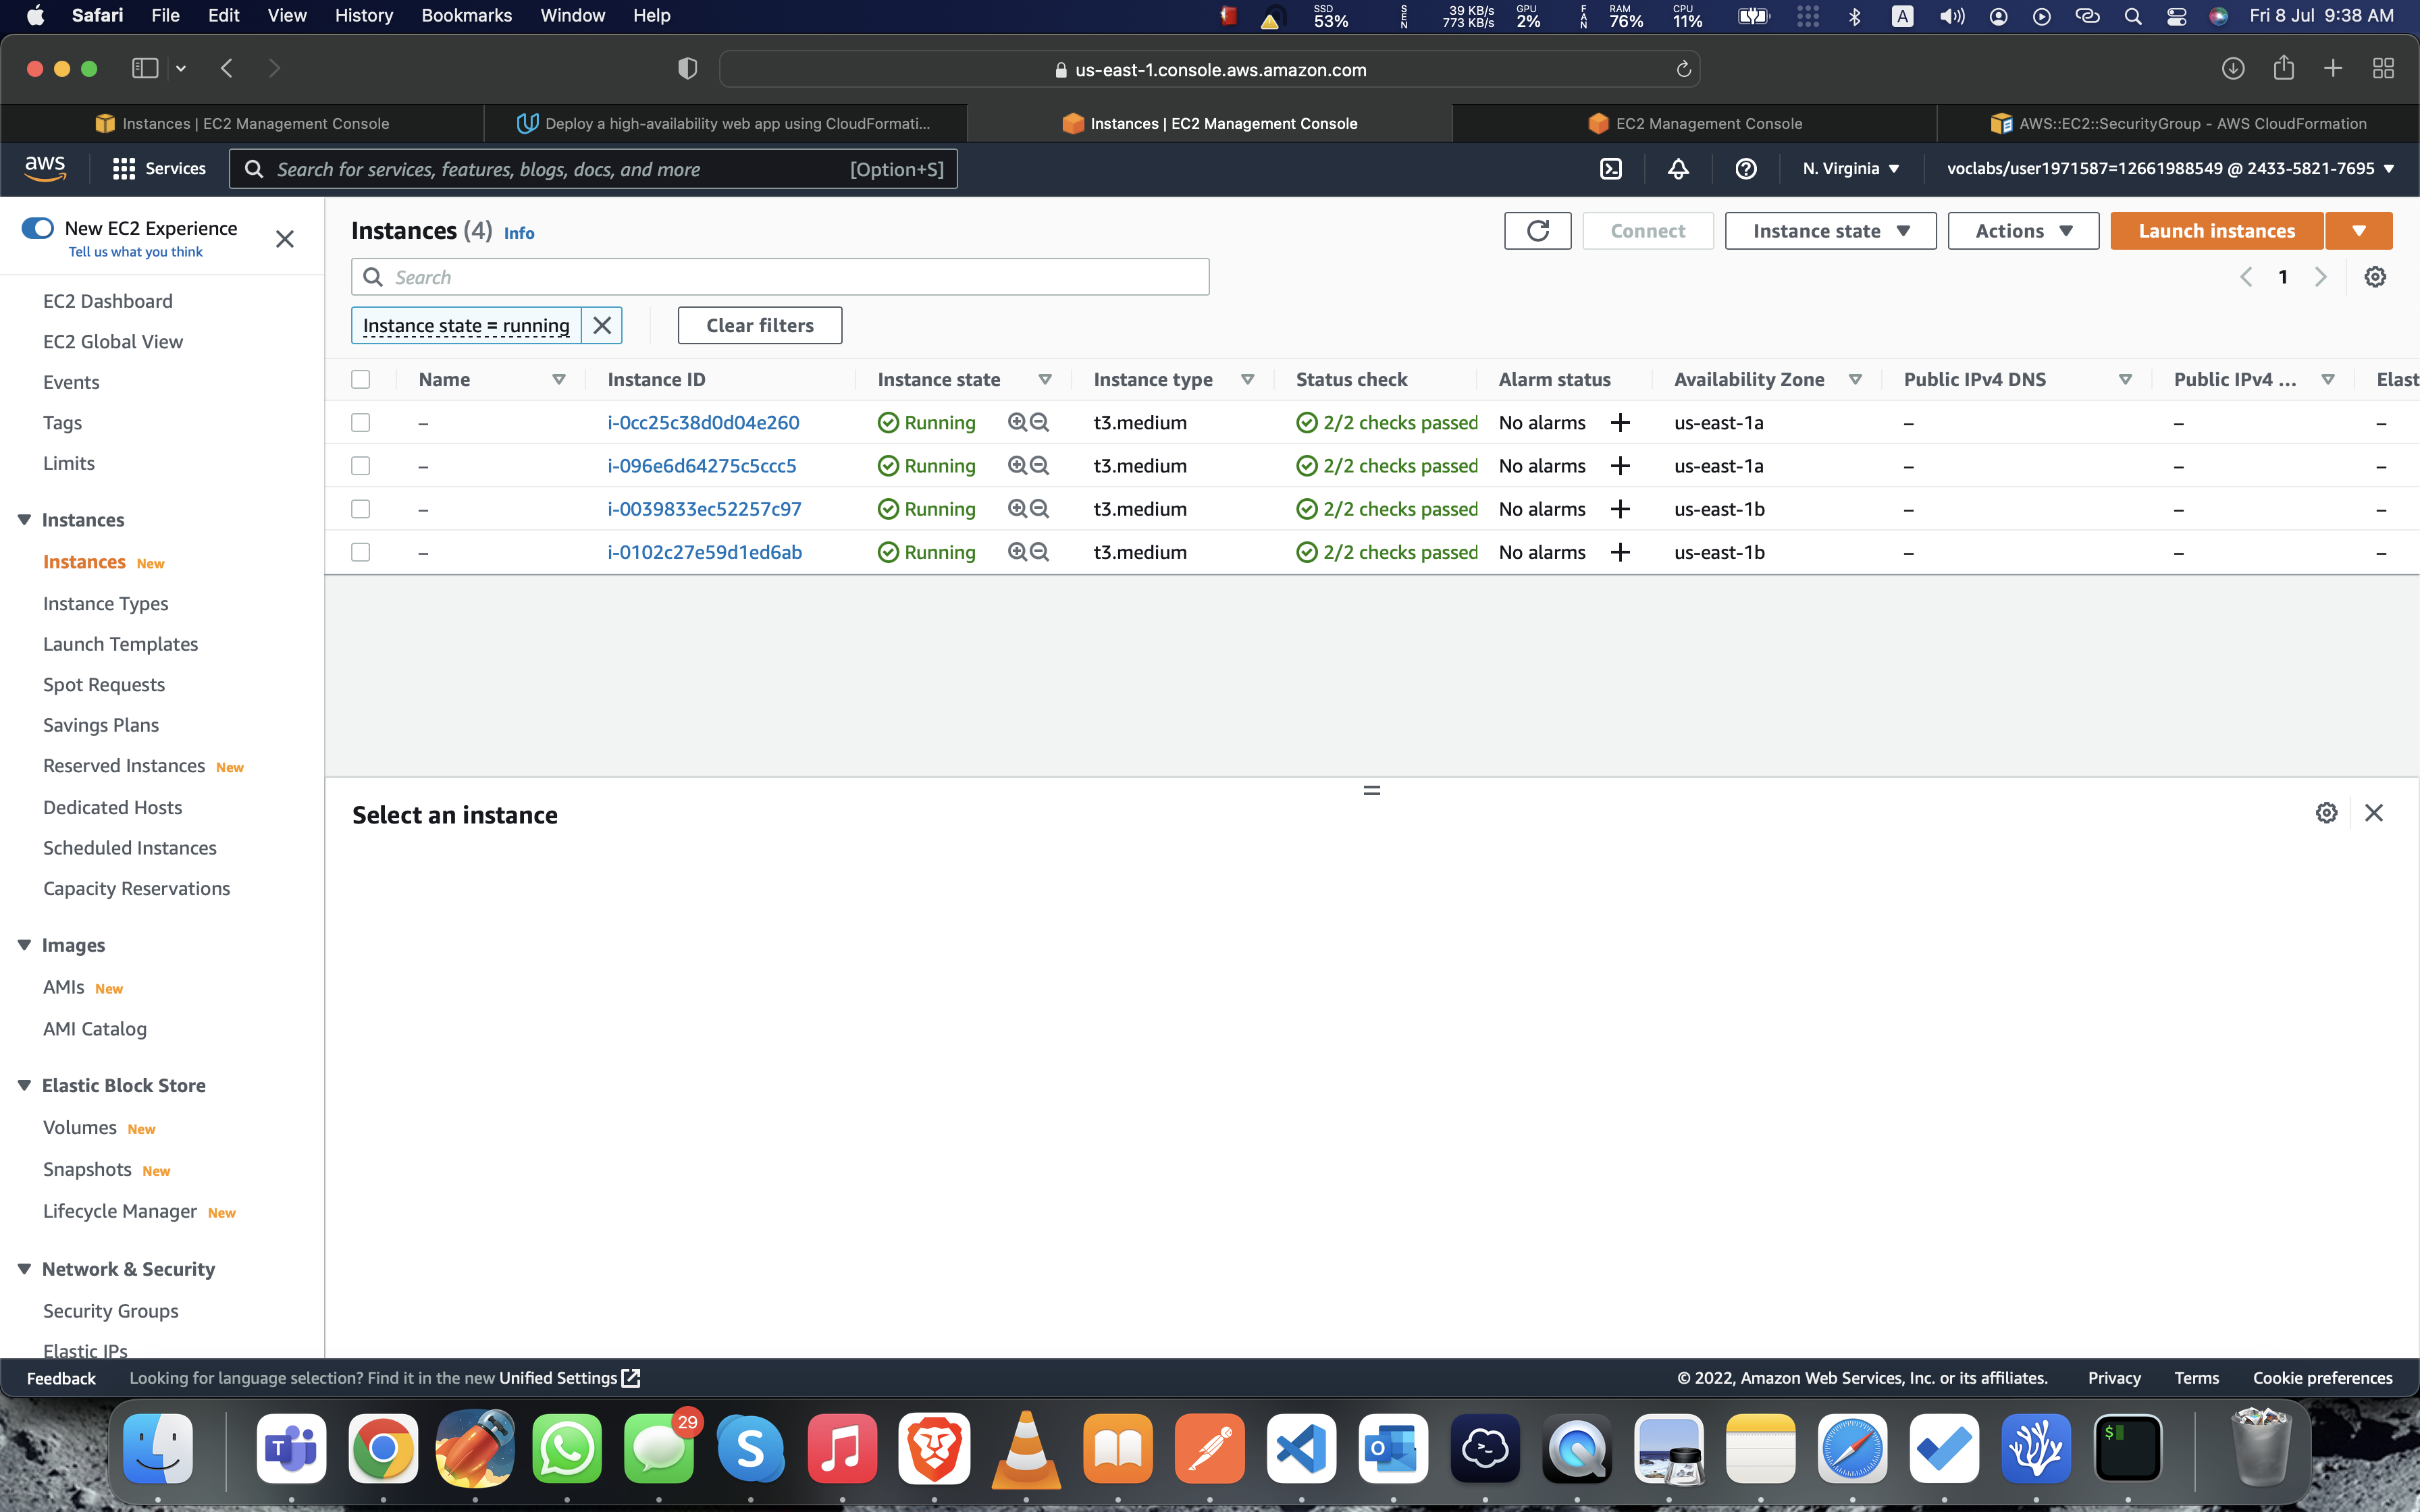 Safari File Edit View History Bookmarks Window Help SSD 53% SEN 39 KB/s 773 KB/s GPU 2% FAN RAM 76% CPU 11% A Fri 8 Jul 9:38 AM
us-east-1.console.aws.amazon.com
Instances | EC2 Management Console
Deploy a high-availability web app using CloudFormati...
Instances | EC2 Management Console
EC2 Management Console
AWS::EC2::SecurityGroup - AWS CloudFormation
aws Services Search for services, features, blogs, docs, and more [Option+S] N. Virginia voclabs/user1971587=12661988549 @ 2433-5821-7695
New EC2 Experience
Tell us what you think
EC2 Dashboard
EC2 Global View
Events
Tags
Limits
Instances
Instances New
Instance Types
Launch Templates
Spot Requests
Savings Plans
Reserved Instances New
Dedicated Hosts
Scheduled Instances
Capacity Reservations
Images
AMIs New
AMI Catalog
Elastic Block Store
Volumes New
Snapshots New
Lifecycle Manager New
Network & Security
Security Groups
Elastic IPs
Instances (4) Info Connect Instance state Actions Launch instances
Search 1
Instance state = running Clear filters
Name Instance ID Instance state Instance type Status check Alarm status Availability Zone Public IPv4 DNS Public IPv4 ... Elast
– i-0cc25c38d0d04e260 Running t3.medium 2/2 checks passed No alarms + us-east-1a – – –
– i-096e6d64275c5ccc5 Running t3.medium 2/2 checks passed No alarms + us-east-1a – – –
– i-0039833ec52257c97 Running t3.medium 2/2 checks passed No alarms + us-east-1b – – –
– i-0102c27e59d1ed6ab Running t3.medium 2/2 checks passed No alarms + us-east-1b – – –
Select an instance
Feedback Looking for language selection? Find it in the new Unified Settings © 2022, Amazon Web Services, Inc. or its affiliates. Privacy Terms Cookie preferences
29